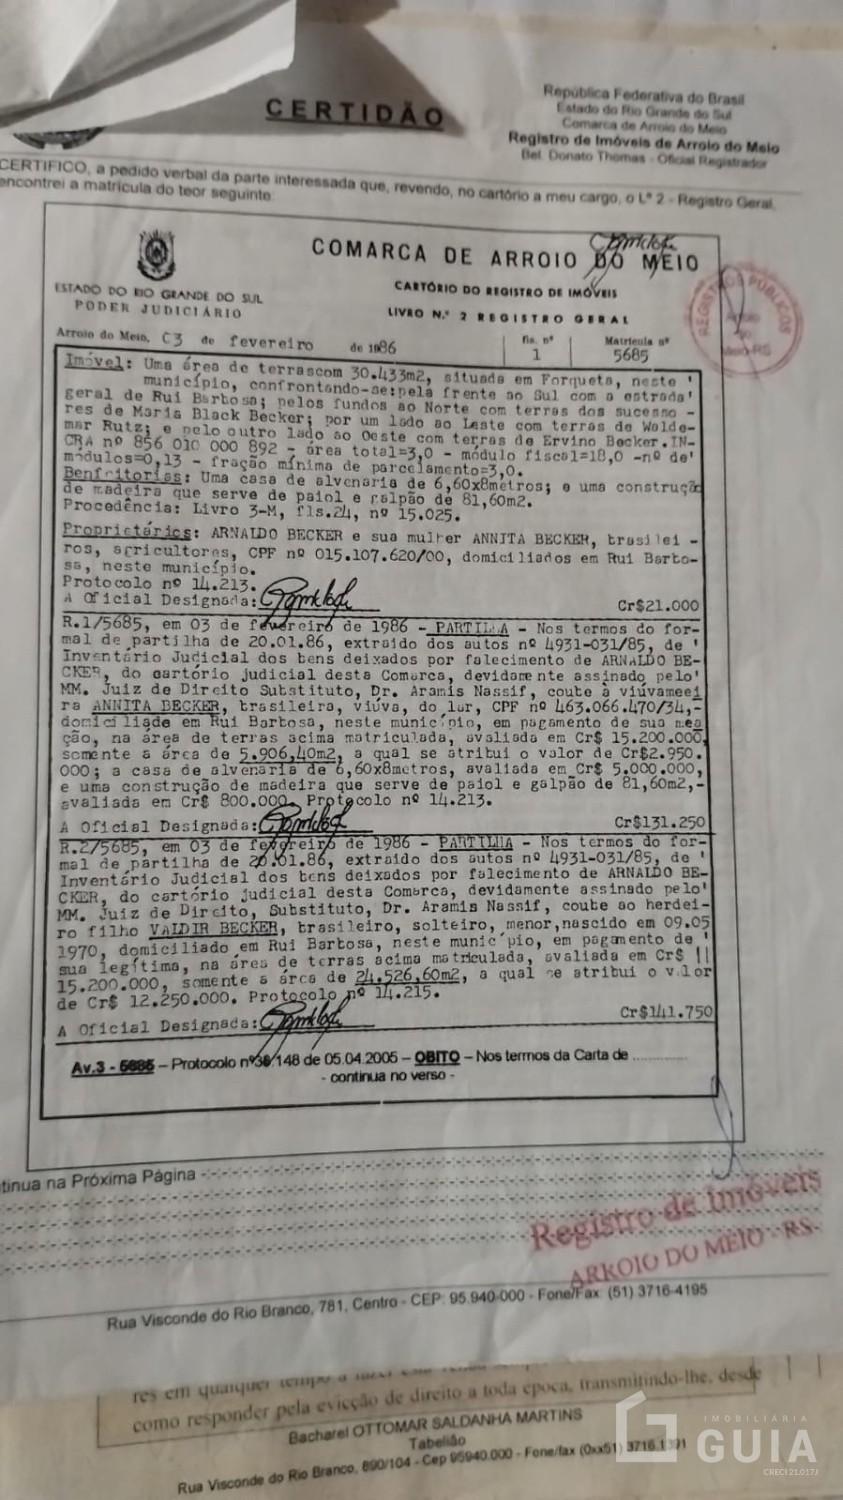 CERTIDÃO
República Federativa do Brasil
Estado do Rio Grande do Sul
Comarca de Arroio do Meio
Registro de Imóveis de Arroio do Meio
Bel. Donato Thomas - Oficial Registrador
CERTIFICO, a pedido verbal da parte interessada que, revendo, no cartório a meu cargo, o Lº 2 - Registro Geral,
encontrei a matrícula do teor seguinte:
COMARCA DE ARROIO DO MEIO
ESTADO DO RIO GRANDE DO SUL
PODER JUDICIÁRIO
CARTÓRIO DO REGISTRO DE IMÓVEIS
LIVRO N.º 2 REGISTRO GERAL
REGISTROS PÚBLICOS
Arroio do Meio, 03 de fevereiro de 1986
fls. nº
1
Matrícula nº
5685
Imóvel: Uma área de terrascom 30.433m2, situada em Forqueta, neste '
município, confrontando-se:pela frente ao Sul com a estrada'
geral de Rui Barbosa; pelos fundos ao Norte com terras dos sucesso -
res de Maria Black Becker; por um lado ao Leste com terras de Walde-
mar Rutz; e pelo outro lado ao Oeste com terras de Ervino Becker.IN-
CRA nº 856 010 000 892 - área total=3,0 - módulo fiscal=18,0 -nº de'
módulos=0,13 - fração mínima de parcelamento=3,0.
Benfeitorias: Uma casa de alvenaria de 6,60x8metros; e uma construção
de madeira que serve de paiol e galpão de 81,60m2.
Procedência: Livro 3-M, fls.24, nº 15.025.
Proprietários: ARNALDO BECKER e sua mulher ANNITA BECKER, brasilei -
ros, agricultores, CPF nº 015.107.620/00, domiciliados em Rui Barbo-
sa, neste município.
Protocolo nº 14.213.
A Oficial Designada:
Cr$21.000
R.1/5685, em 03 de fevereiro de 1986 - PARTILHA - Nos termos do for-
mal de partilha de 20.01.86, extraido dos autos nº 4931-031/85, de '
Inventário Judicial dos bens deixados por falecimento de ARNALDO BE-
CKER, do cartório judicial desta Comarca, devidamente assinado pelo'
MM. Juiz de Direito Substituto, Dr. Aramis Nassif, coube à viúvameei
ra ANNITA BECKER, brasileira, viúva, do lar, CPF nº 463.066.470/34,-
domiciliade em Rui Barbosa, neste município, em pagamento de sua mea
ção, na área de terras acima matriculada, avaliada em Cr$ 15.200.000,
somente a área de 5.906,40m2, a qual se atribui o valor de Cr$2.950.
000; a casa de alvenaria de 6,60x8metros, avaliada em Cr$ 5.000.000,
e uma construção de madeira que serve de paiol e galpão de 81,60m2,-
avaliada em Cr$ 800.000. Protocolo nº 14.213.
A Oficial Designada:
Cr$131.250
R.2/5685, em 03 de fevereiro de 1986 - PARTILHA - Nos termos do for-
mal de partilha de 20.01.86, extraido dos autos nº 4931-031/85, de '
Inventário Judicial dos bens deixados por falecimento de ARNALDO BE
CKER, do cartório judicial desta Comarca, devidamente assinado pelo'
MM. Juiz de Direito, Substituto, Dr. Aramis Nassif, coube ao herdei-
ro filho VALDIR BECKER, brasileiro, solteiro, menor,nascido em 09.05
1970, domiciliado em Rui Barbosa, neste município, em pagamento de '
sua legítima, na área de terras acima matriculada, avaliada em Cr$
15.200.000, somente a área de 24.526,60m2, a qual se atribui o valor
de Cr$ 12.250.000. Protocolo nº 14.215.
A Oficial Designada:
Cr$141.750
Av.3 - 5685 – Protocolo nº 148 de 05.04.2005 – OBITO – Nos termos da Carta de ..............
- continua no verso -
tinua na Próxima Página
Registro de Imóveis
ARROIO DO MEIO - RS
Rua Visconde do Rio Branco, 781, Centro - CEP: 95.940-000 - Fone/Fax: (51) 3716-4195
res em qualquer tempo a
como responder pela evicção de direito a toda época, transmitindo-lhe, desde
Bacharel OTTOMAR SALDANHA MARTINS
Tabelião
Rua Visconde do Rio Branco, 890/104 - Cep 95940.000 - Fone/fax (0xx51) 3716.1391
IMOBILIÁRIA
GUIA
CRECI 21.017J